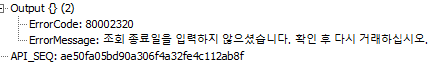 Output {} (2)
ErrorCode: 80002320
ErrorMessage: 조회 종료일을 입력하지 않으셨습니다. 확인 후 다시 거래하십시오.
API_SEQ: ae50fa05bd90a306f4a32fe4c112ab8f